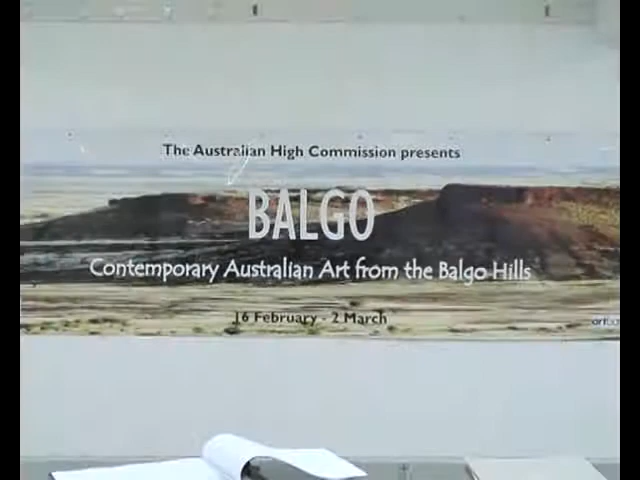 The Australian High Commission presents
BALGO
Contemporary Australian Art from the Balgo Hills
16 February - 2 March